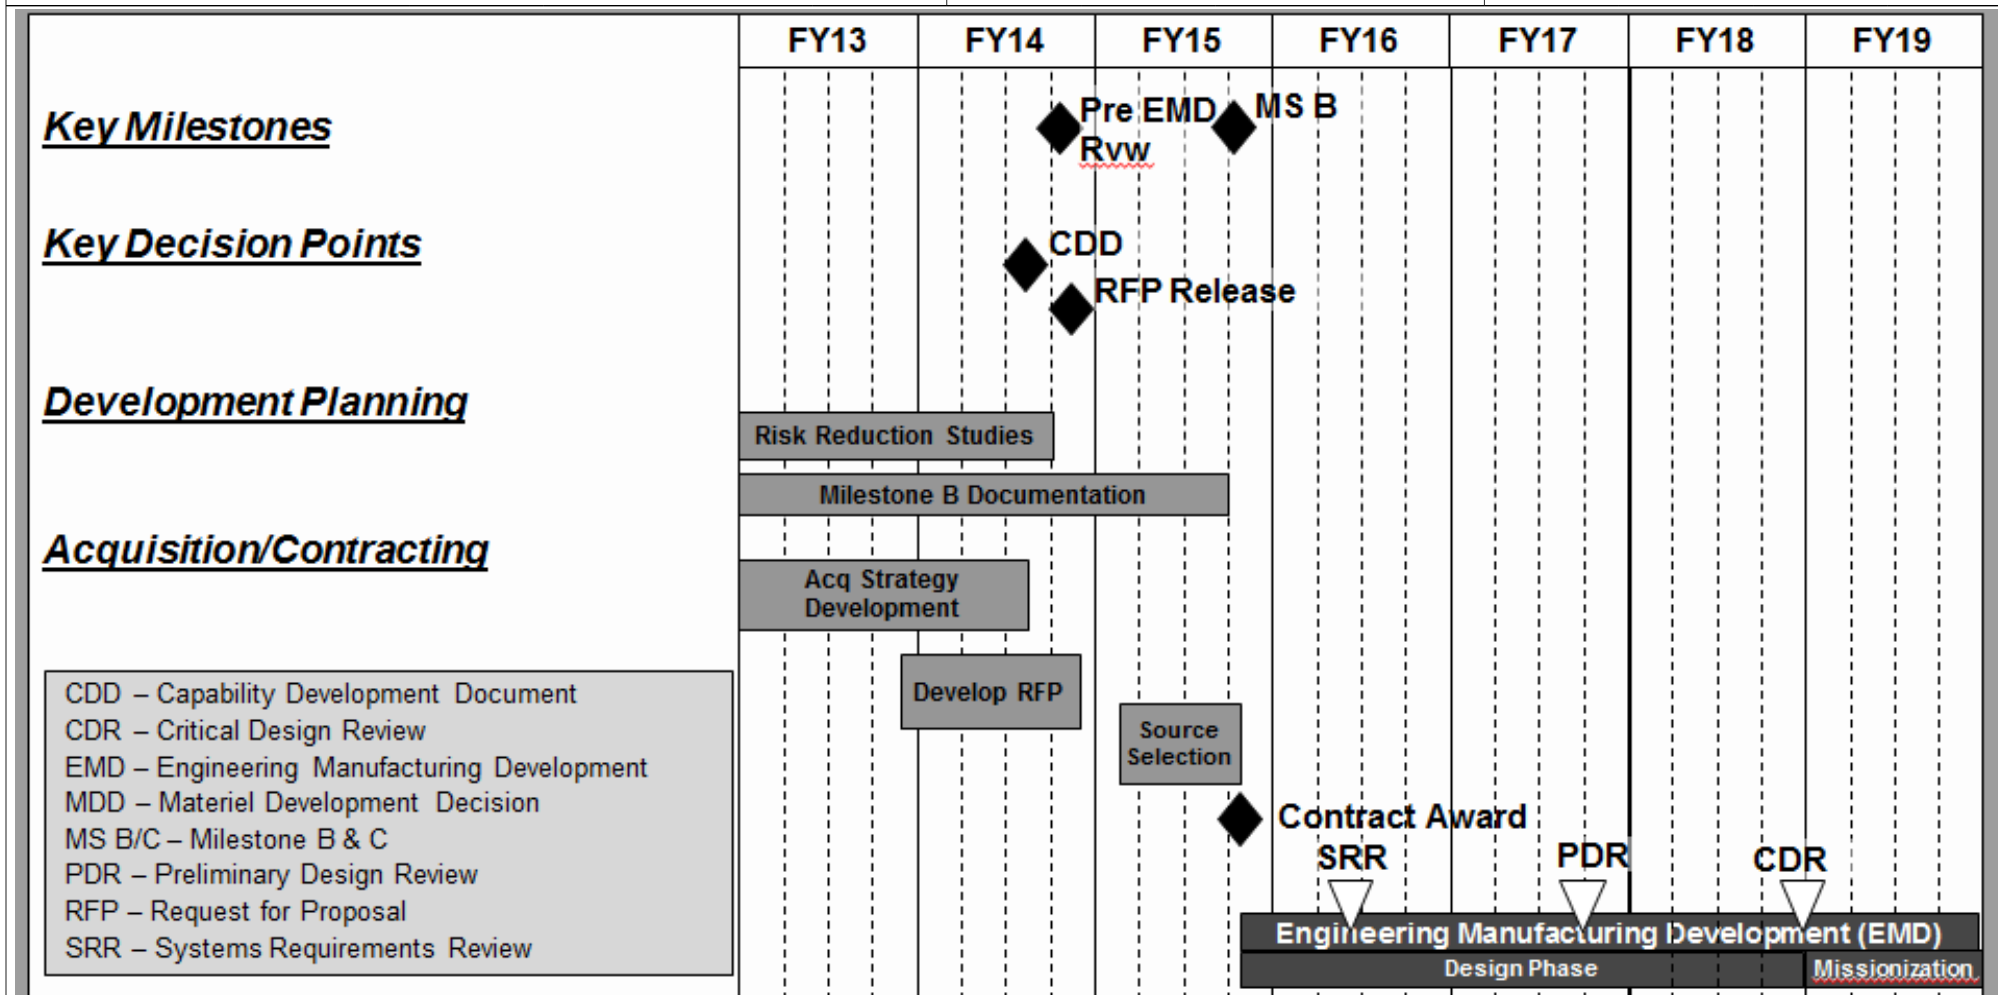 FY13 FY14 FY15 FY16 FY17 FY18 FY19
Key Milestones
Pre EMD
Rvw
MS B
Key Decision Points
CDD
RFP Release
Development Planning
Risk Reduction Studies
Milestone B Documentation
Acquisition/Contracting
Acq Strategy
Development
Develop RFP
Source
Selection
Contract Award
SRR
PDR
CDR
Engineering Manufacturing Development (EMD)
Design Phase
Missionization
CDD – Capability Development Document
CDR – Critical Design Review
EMD – Engineering Manufacturing Development
MDD – Materiel Development Decision
MS B/C – Milestone B & C
PDR – Preliminary Design Review
RFP – Request for Proposal
SRR – Systems Requirements Review